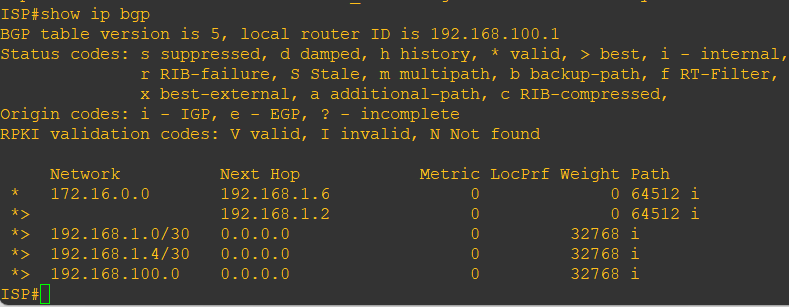 ISP#show ip bgp
BGP table version is 5, local router ID is 192.168.100.1
Status codes: s suppressed, d damped, h history, * valid, > best, i - internal,
              r RIB-failure, S Stale, m multipath, b backup-path, f RT-Filter,
              x best-external, a additional-path, c RIB-compressed,
Origin codes: i - IGP, e - EGP, ? - incomplete
RPKI validation codes: V valid, I invalid, N Not found

     Network          Next Hop            Metric LocPrf Weight Path
 *   172.16.0.0       192.168.1.6              0             0 64512 i
 *>                   192.168.1.2              0             0 64512 i
 *>  192.168.1.0/30   0.0.0.0                  0         32768 i
 *>  192.168.1.4/30   0.0.0.0                  0         32768 i
 *>  192.168.100.0    0.0.0.0                  0         32768 i
ISP#